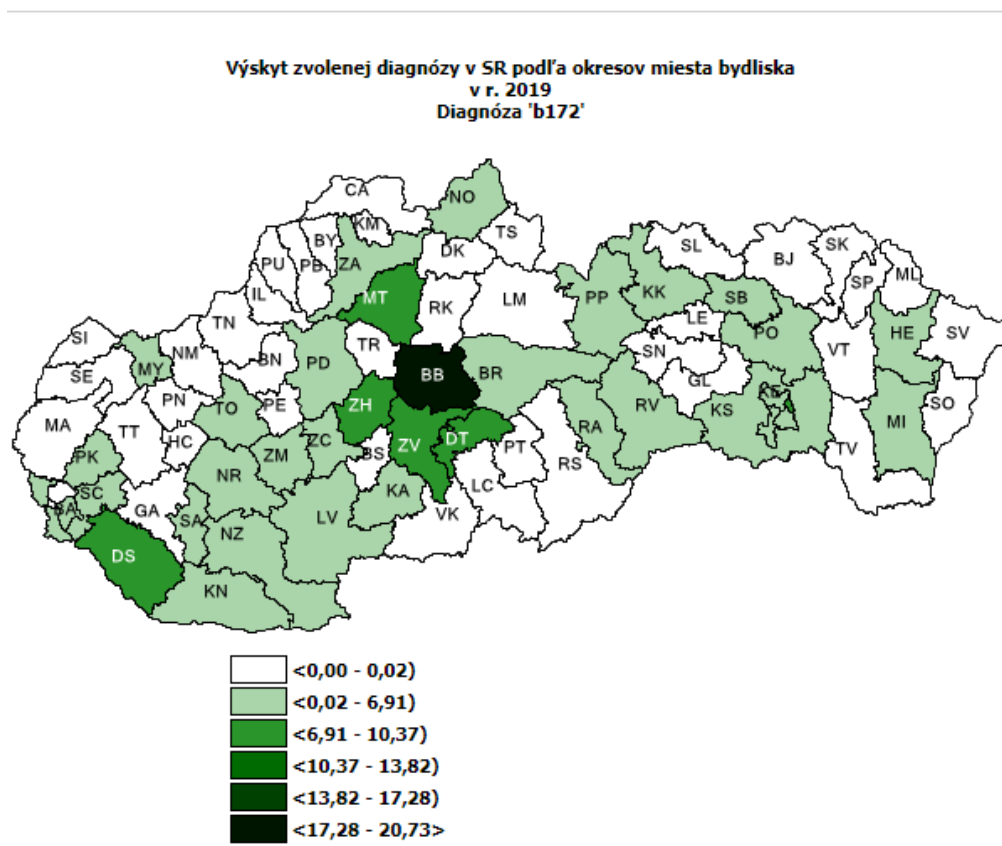 Výskyt zvolenej diagnózy v SR podľa okresov miesta bydliska
v r. 2019
Diagnóza 'b172'
CA
NO
KM
TS
BY
DK
SL
SK
PU
PB
ZA
BJ
ML
IL
MT
RK
LM
PP
KK
SB
SP
TN
LE
PO
HE
SV
SI
NM
BN
PD
TR
SN
VT
MY
BB
BR
GL
SE
PN
TO
PE
ZH
RV
KS
KE
SO
MA
TT
HC
ZC
ZV
DT
PT
RA
MI
PK
ZM
BS
RS
TV
SC
NR
KA
LC
BA
GA
SA
LV
VK
NZ
DS
KN
<0,00 - 0,02)
<0,02 - 6,91)
<6,91 - 10,37)
<10,37 - 13,82)
<13,82 - 17,28)
<17,28 - 20,73>